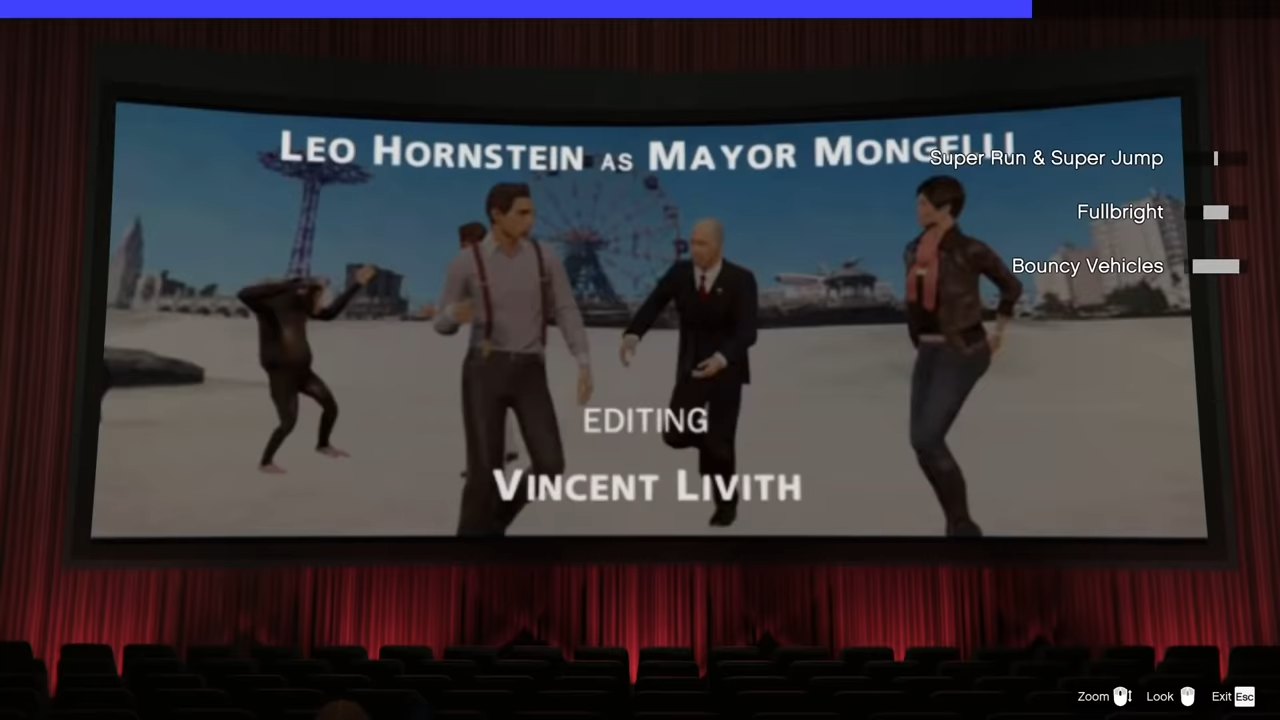 LEO HORNSTEIN AS MAYOR MONGELLI
Super Run & Super Jump
Fullbright
Bouncy Vehicles
EDITING
VINCENT LIVITH
Zoom Look Exit Esc